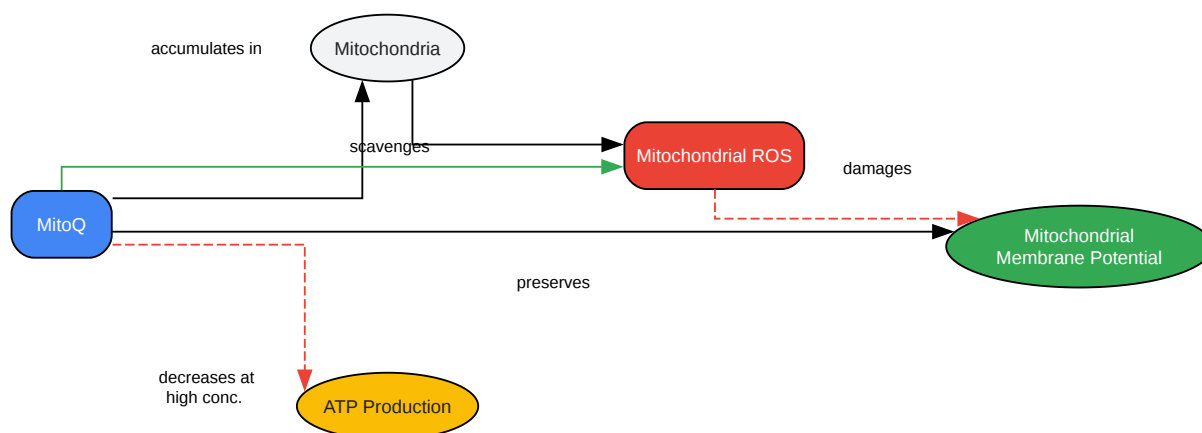 accumulates in
Mitochondria
scavenges
Mitochondrial ROS
damages
MitoQ
Mitochondrial
Membrane Potential
preserves
decreases at
high conc.
ATP Production